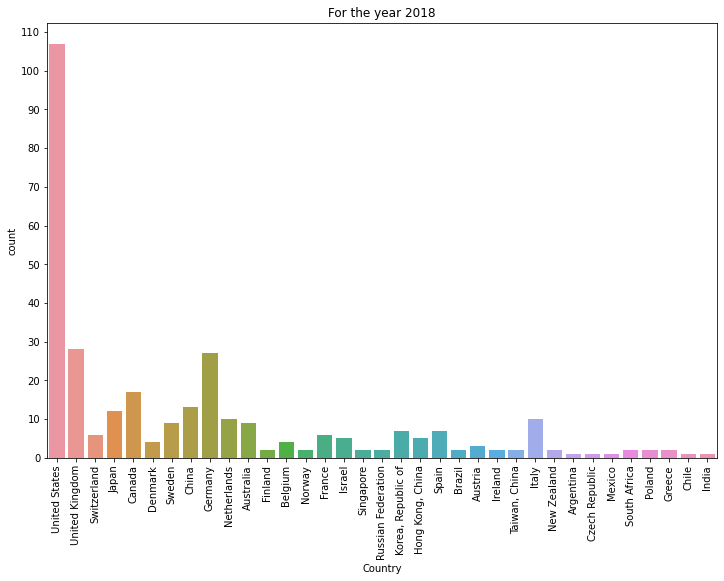 For the year 2018
count
110
100
90
80
70
60
50
40
30
20
10
0
United States
United Kingdom
Switzerland
Japan
Canada
Denmark
Sweden
China
Germany
Netherlands
Australia
Finland
Belgium
Norway
France
Israel
Singapore
Russian Federation
Korea, Republic of
Hong Kong, China
Spain
Brazil
Austria
Ireland
Taiwan, China
Italy
New Zealand
Argentina
Czech Republic
Mexico
South Africa
Poland
Greece
Chile
India
Country